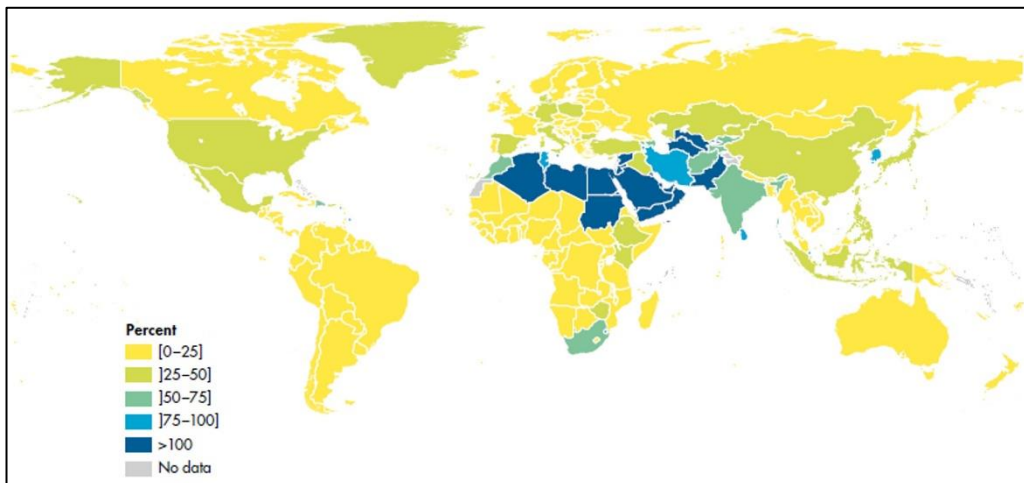 Percent
[0–25]
]25–50]
]50–75]
]75–100]
>100
No data